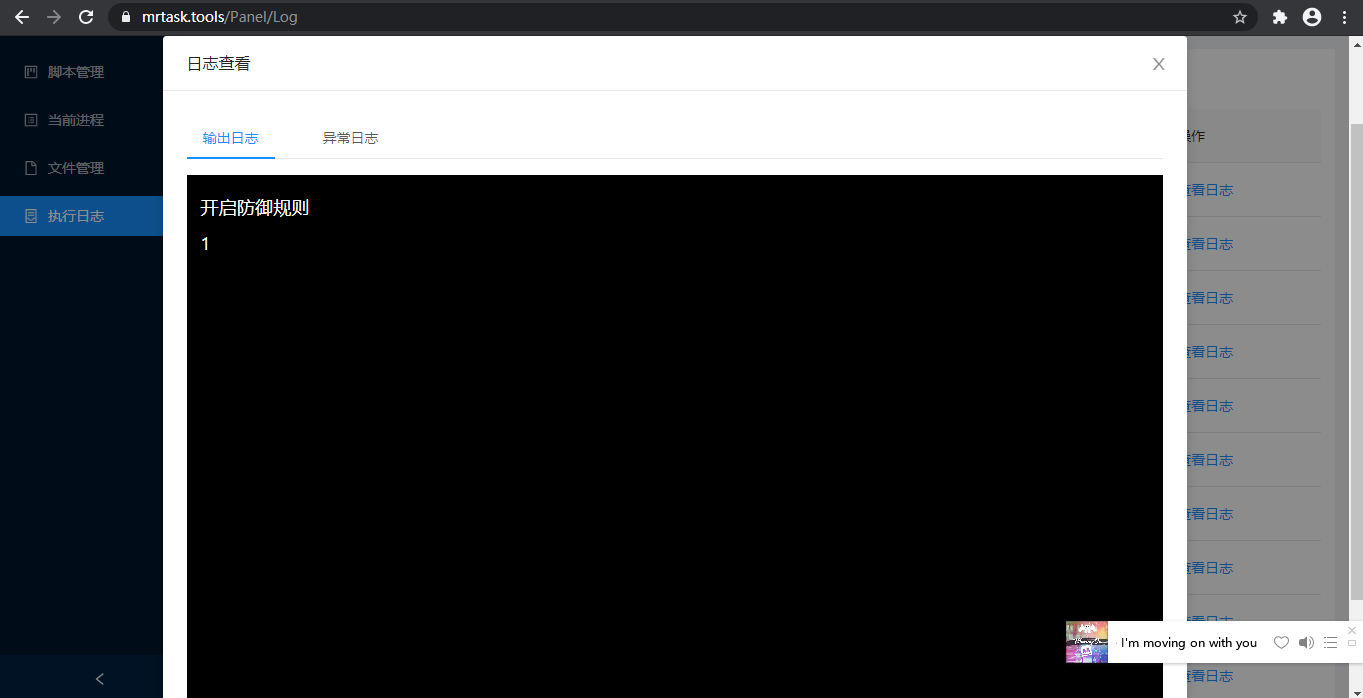 mrtask.tools/Panel/Log
脚本管理
当前进程
文件管理
执行日志
日志查看
输出日志
异常日志
开启防御规则
1
操作
查看日志
查看日志
查看日志
查看日志
查看日志
查看日志
查看日志
查看日志
I'm moving on with you
查看日志